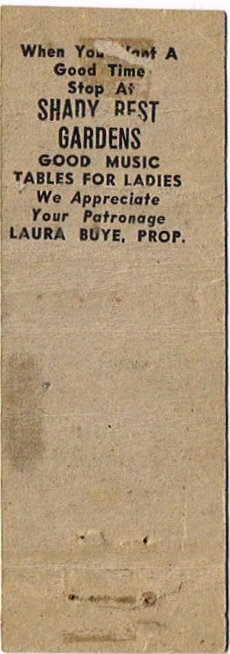 When You Want A
Good Time
Stop At
SHADY REST
GARDENS
GOOD MUSIC
TABLES FOR LADIES
We Appreciate
Your Patronage
LAURA BUYE, PROP.